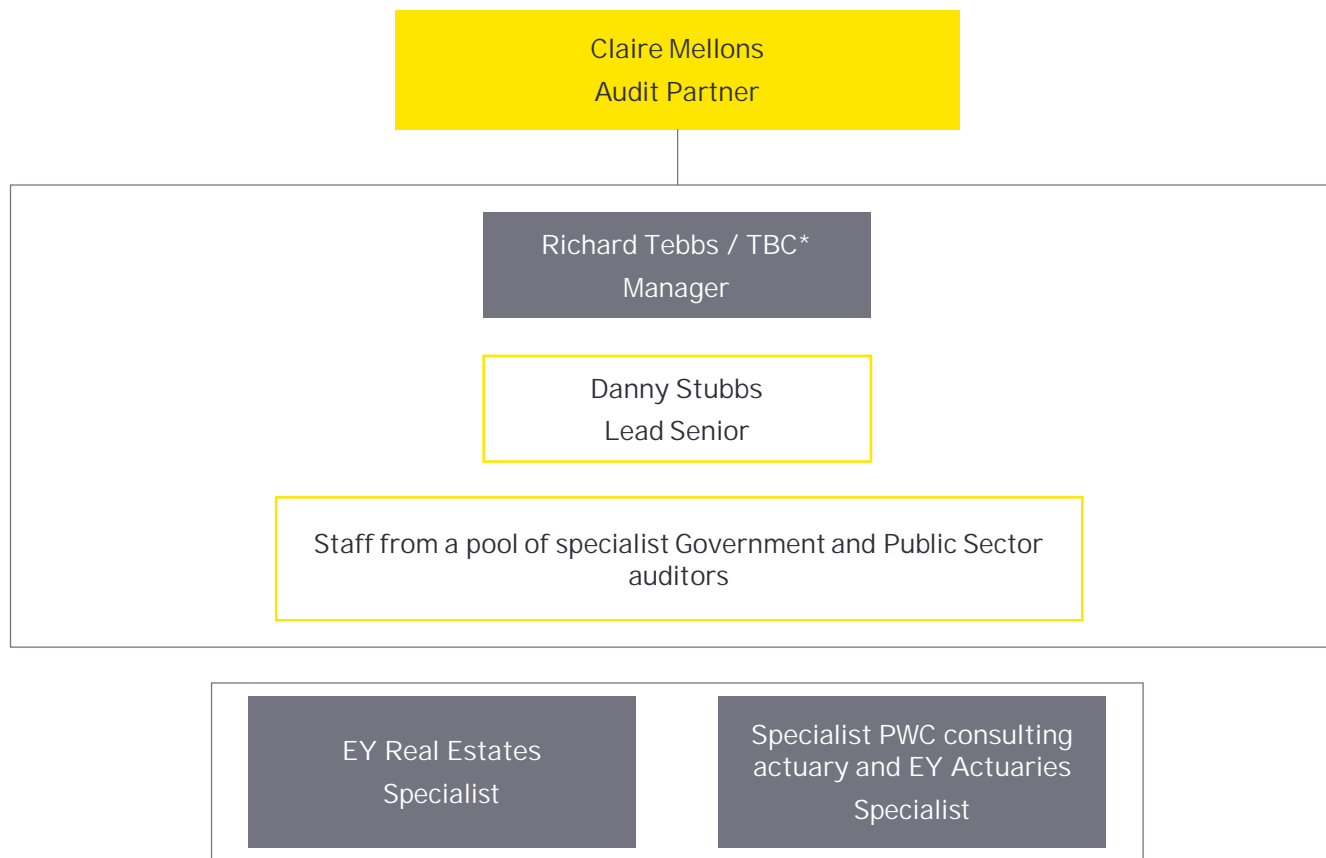 Claire Mellons
Audit Partner
Richard Tebbs / TBC*
Manager
Danny Stubbs
Lead Senior
Staff from a pool of specialist Government and Public Sector
auditors
EY Real Estates
Specialist
Specialist PWC consulting
actuary and EY Actuaries
Specialist